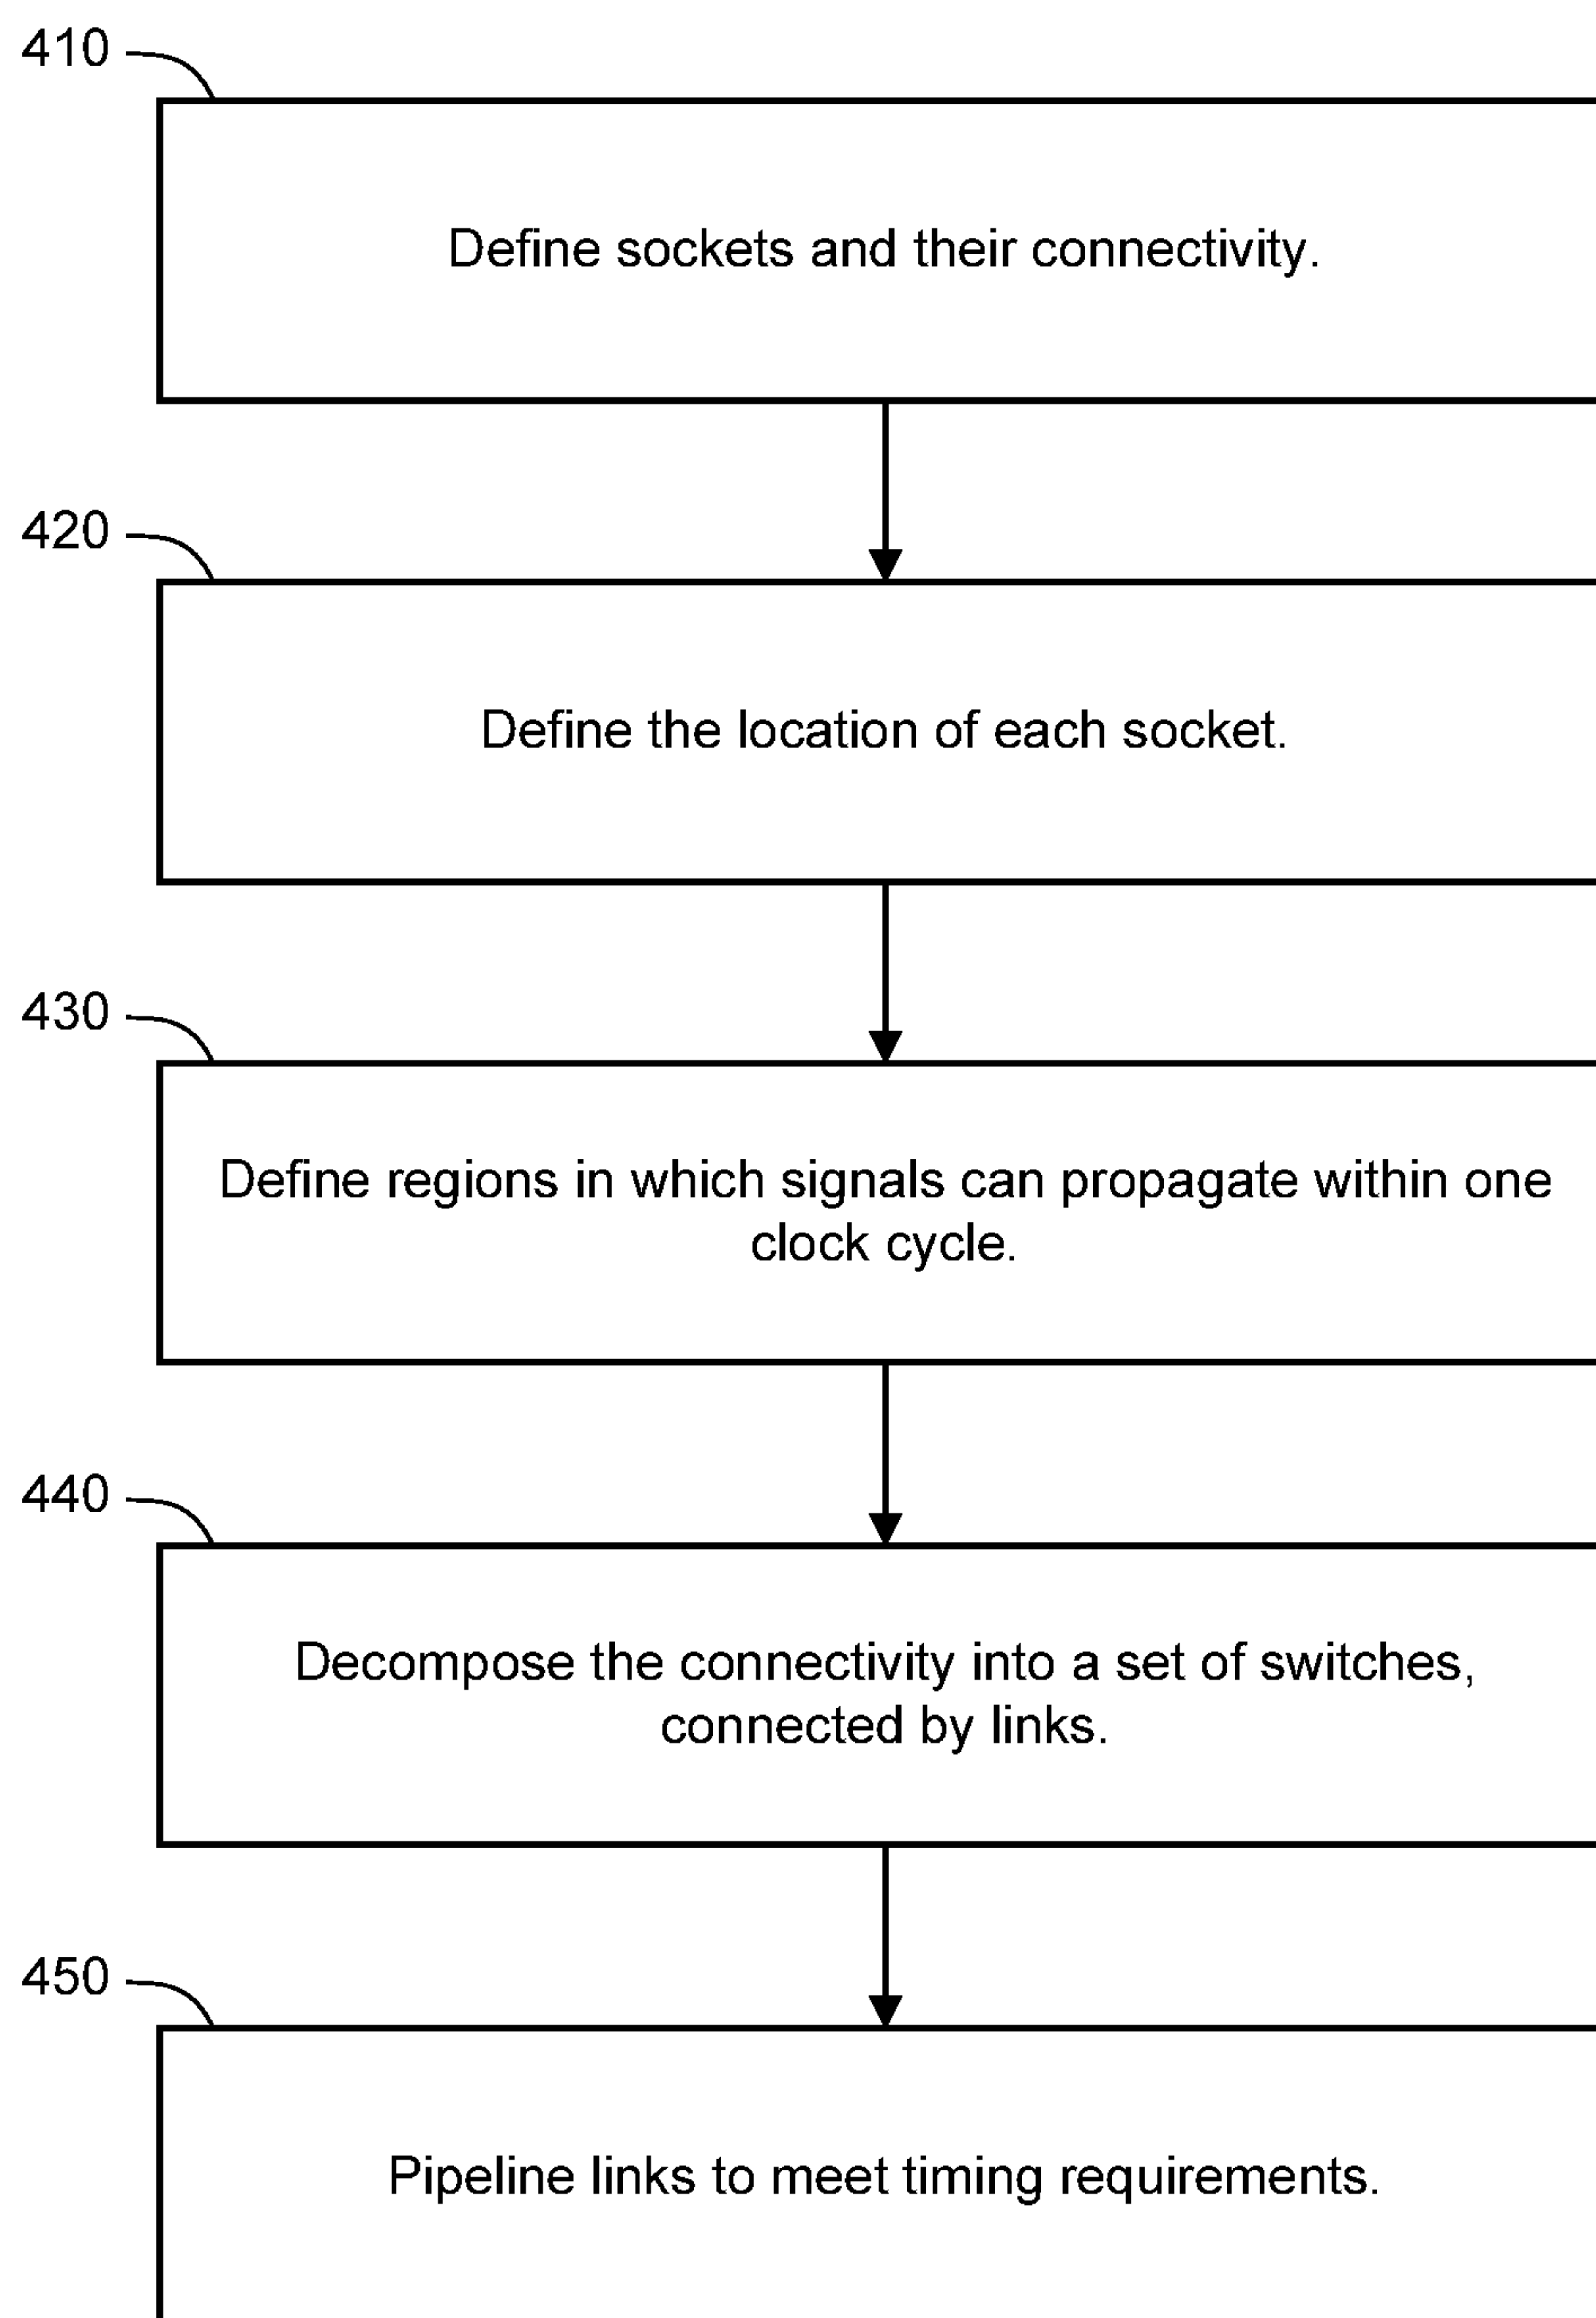 410
Define sockets and their connectivity.
420
Define the location of each socket.
430
Define regions in which signals can propagate within one
clock cycle.
440
Decompose the connectivity into a set of switches,
connected by links.
450
Pipeline links to meet timing requirements.